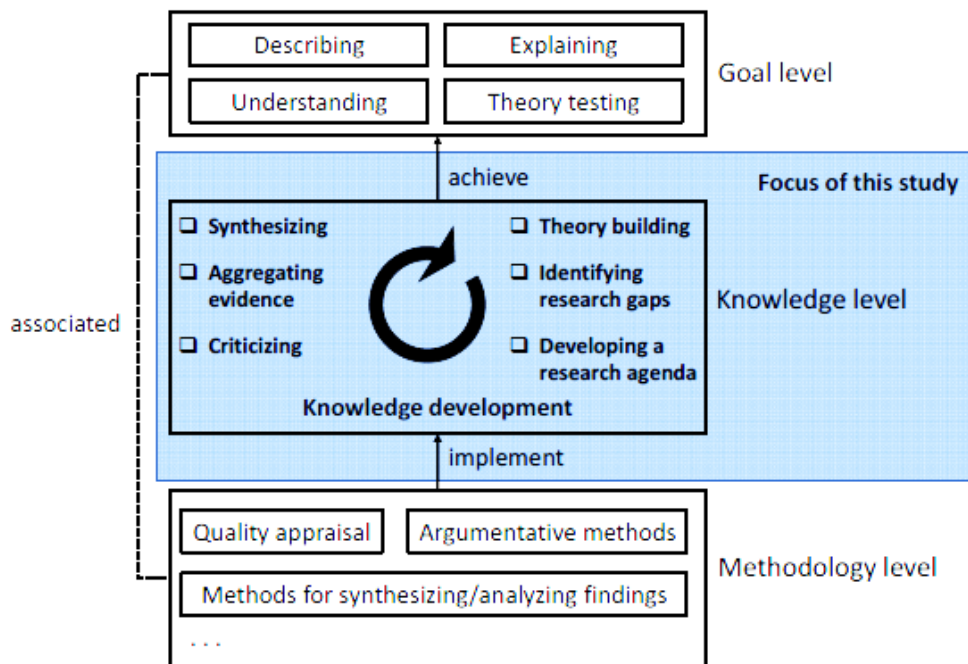 Describing
Explaining
Understanding
Theory testing
Goal level
achieve
Focus of this study
Synthesizing
Aggregating
evidence
Criticizing
Theory building
Identifying
research gaps
Developing a
research agenda
Knowledge development
Knowledge level
associated
implement
Quality appraisal
Argumentative methods
Methods for synthesizing/analyzing findings
. . .
Methodology level